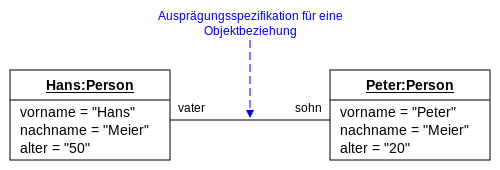 Ausprägungsspezifikation für eine
Objektbeziehung
Hans:Person
vorname = "Hans"
nachname = "Meier"
alter = "50"
vater
sohn
Peter:Person
vorname = "Peter"
nachname = "Meier"
alter = "20"